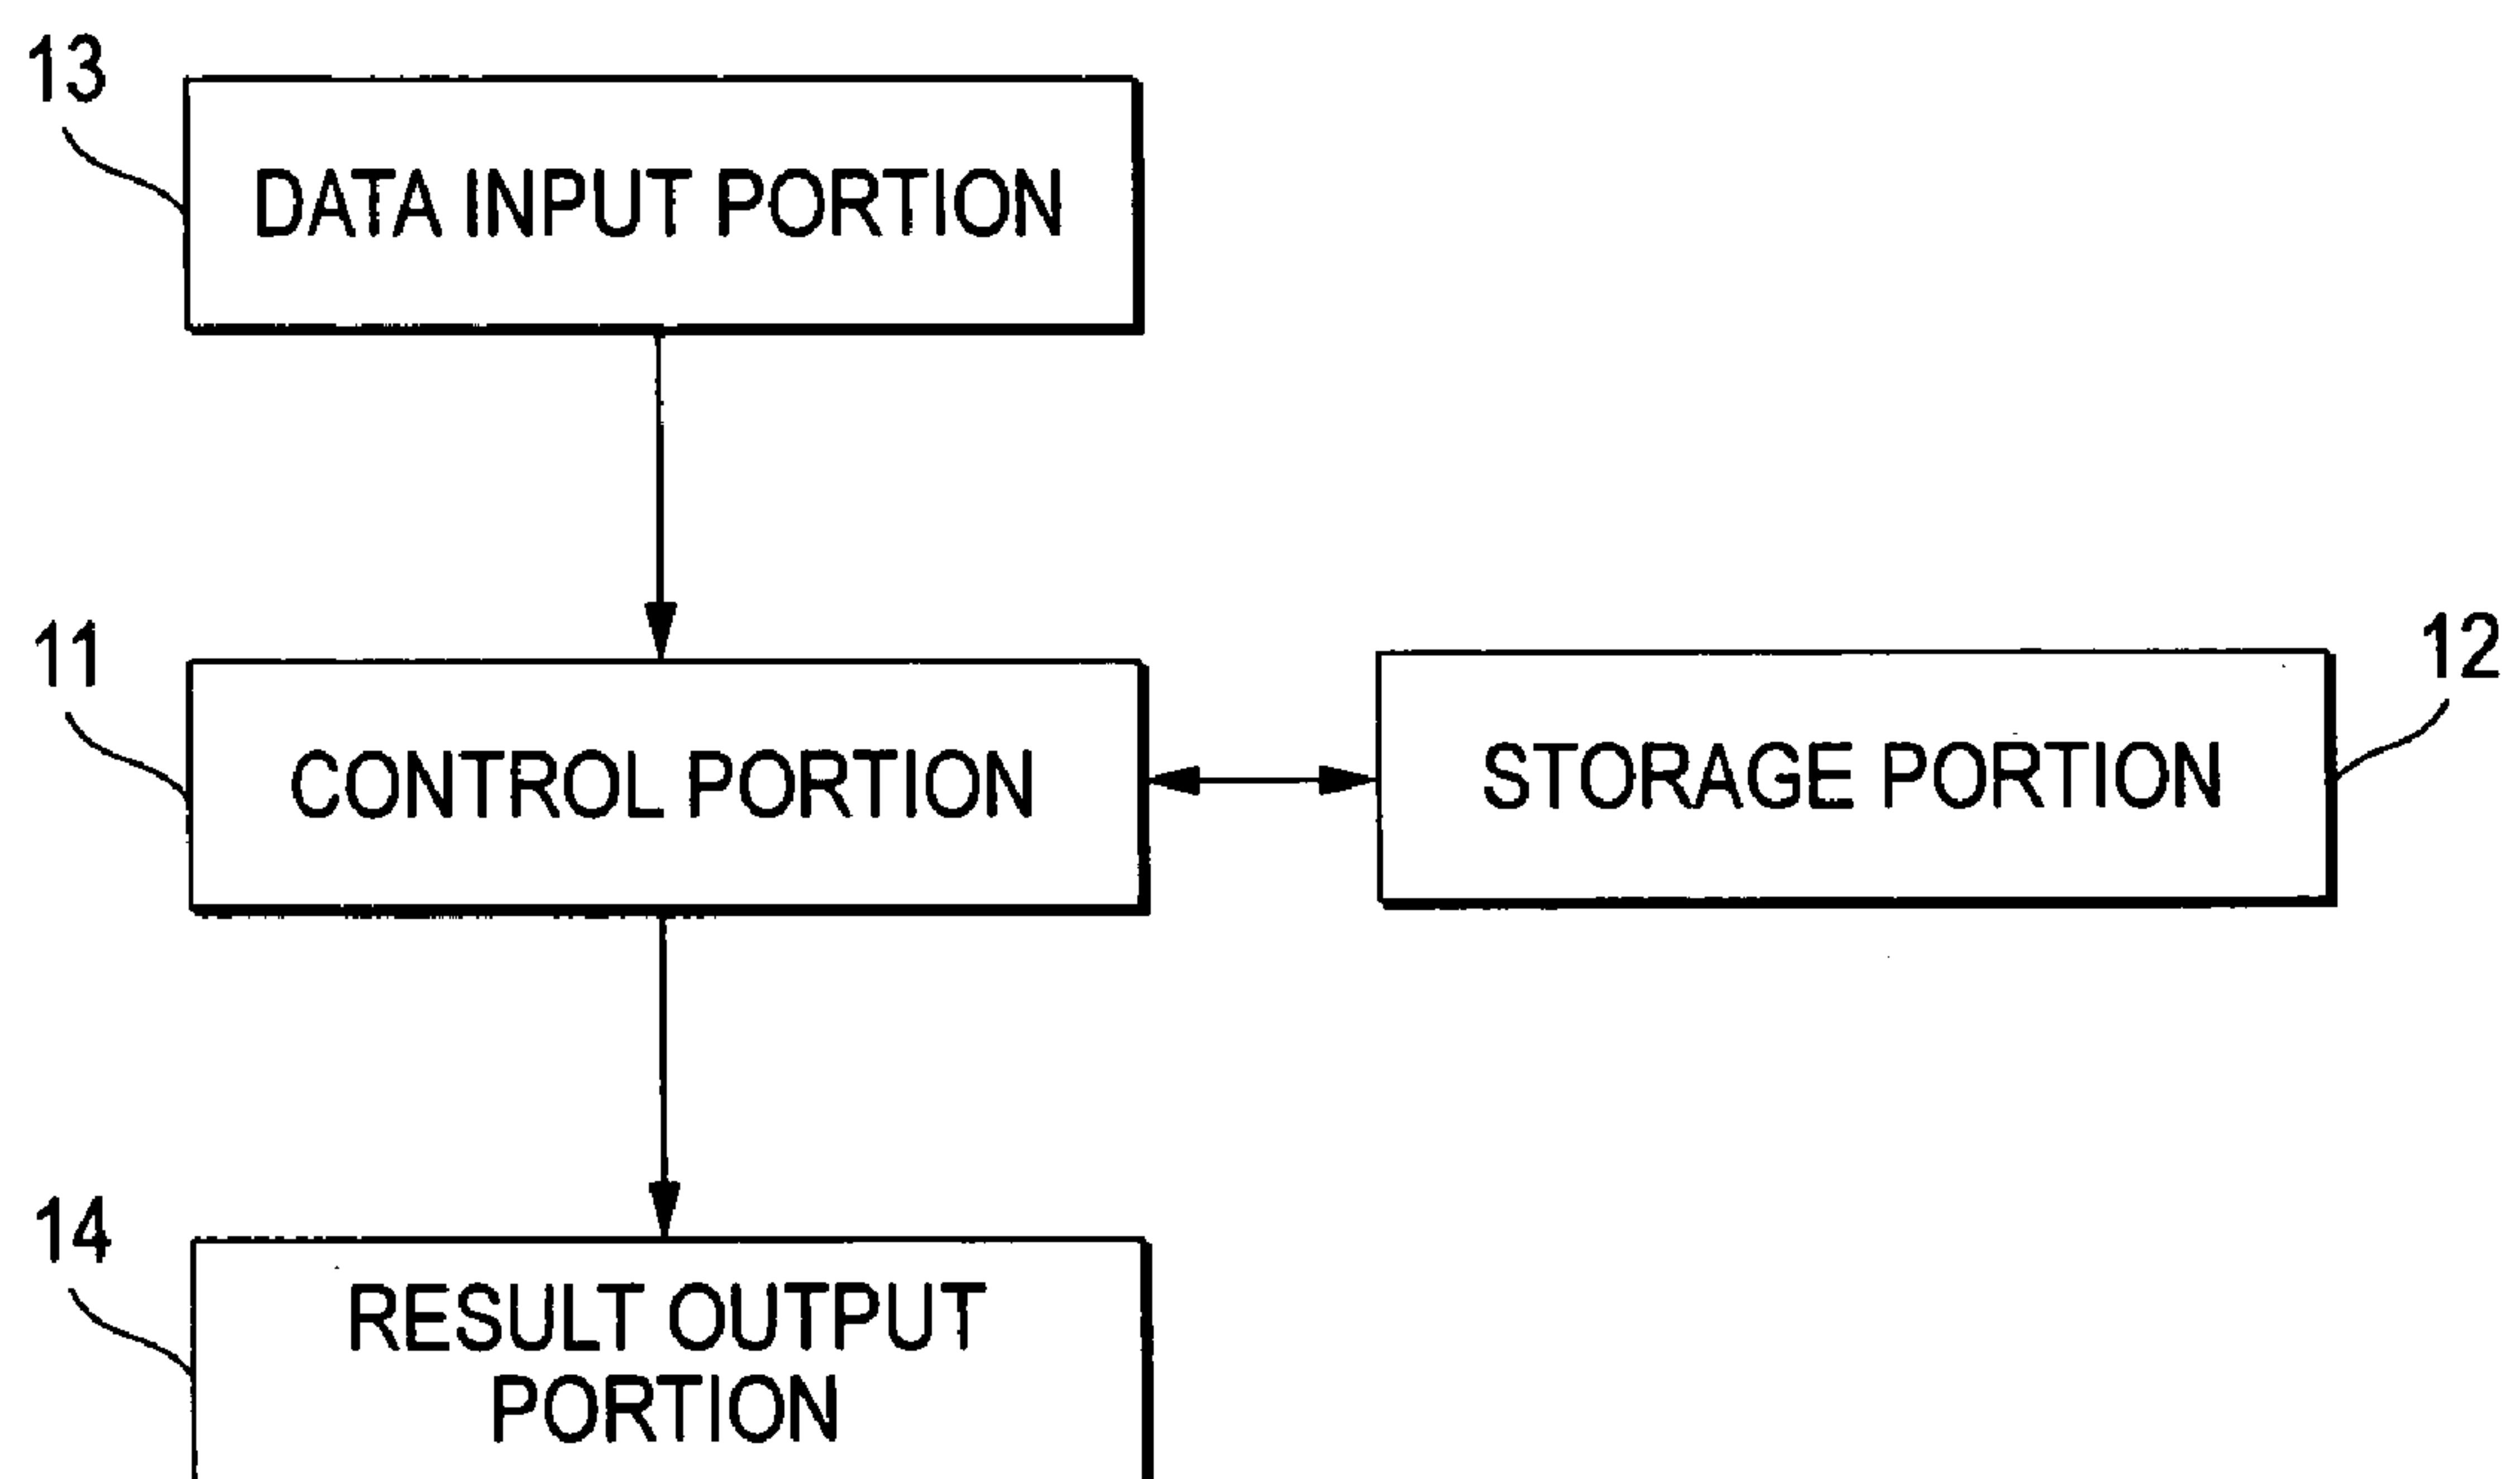 13
DATA INPUT PORTION
11
CONTROL PORTION
STORAGE PORTION
12
14
RESULT OUTPUT
PORTION